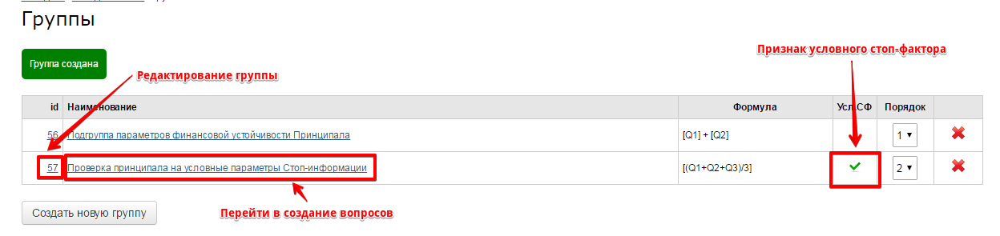 Группы
Признак условного стоп-фактора
Группа создана
Редактирование группы
id Наименование Формула Усл.СФ Порядок
56 Подгруппа параметров финансовой устойчивости Принципала [Q1] + [Q2] 1
57 Проверка принципала на условные параметры Стоп-информации [(Q1+Q2+Q3)/3] 2
Создать новую группу
Перейти в создание вопросов